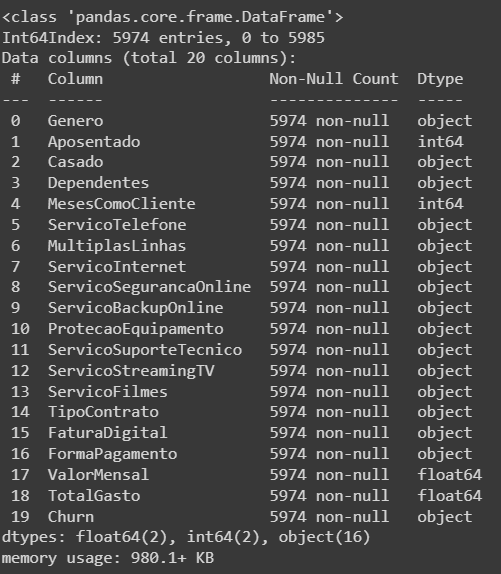 <class 'pandas.core.frame.DataFrame'>
Int64Index: 5974 entries, 0 to 5985
Data columns (total 20 columns):
 #   Column                  Non-Null Count  Dtype
---  ------                  --------------  -----
 0   Genero                  5974 non-null   object
 1   Aposentado              5974 non-null   int64
 2   Casado                  5974 non-null   object
 3   Dependentes             5974 non-null   object
 4   MesesComoCliente        5974 non-null   int64
 5   ServicoTelefone         5974 non-null   object
 6   MultiplasLinhas         5974 non-null   object
 7   ServicoInternet         5974 non-null   object
 8   ServicoSegurancaOnline  5974 non-null   object
 9   ServicoBackupOnline     5974 non-null   object
 10  ProtecaoEquipamento     5974 non-null   object
 11  ServicoSuporteTecnico   5974 non-null   object
 12  ServicoStreamingTV      5974 non-null   object
 13  ServicoFilmes           5974 non-null   object
 14  TipoContrato            5974 non-null   object
 15  FaturaDigital           5974 non-null   object
 16  FormaPagamento          5974 non-null   object
 17  ValorMensal             5974 non-null   float64
 18  TotalGasto              5974 non-null   float64
 19  Churn                   5974 non-null   object
dtypes: float64(2), int64(2), object(16)
memory usage: 980.1+ KB